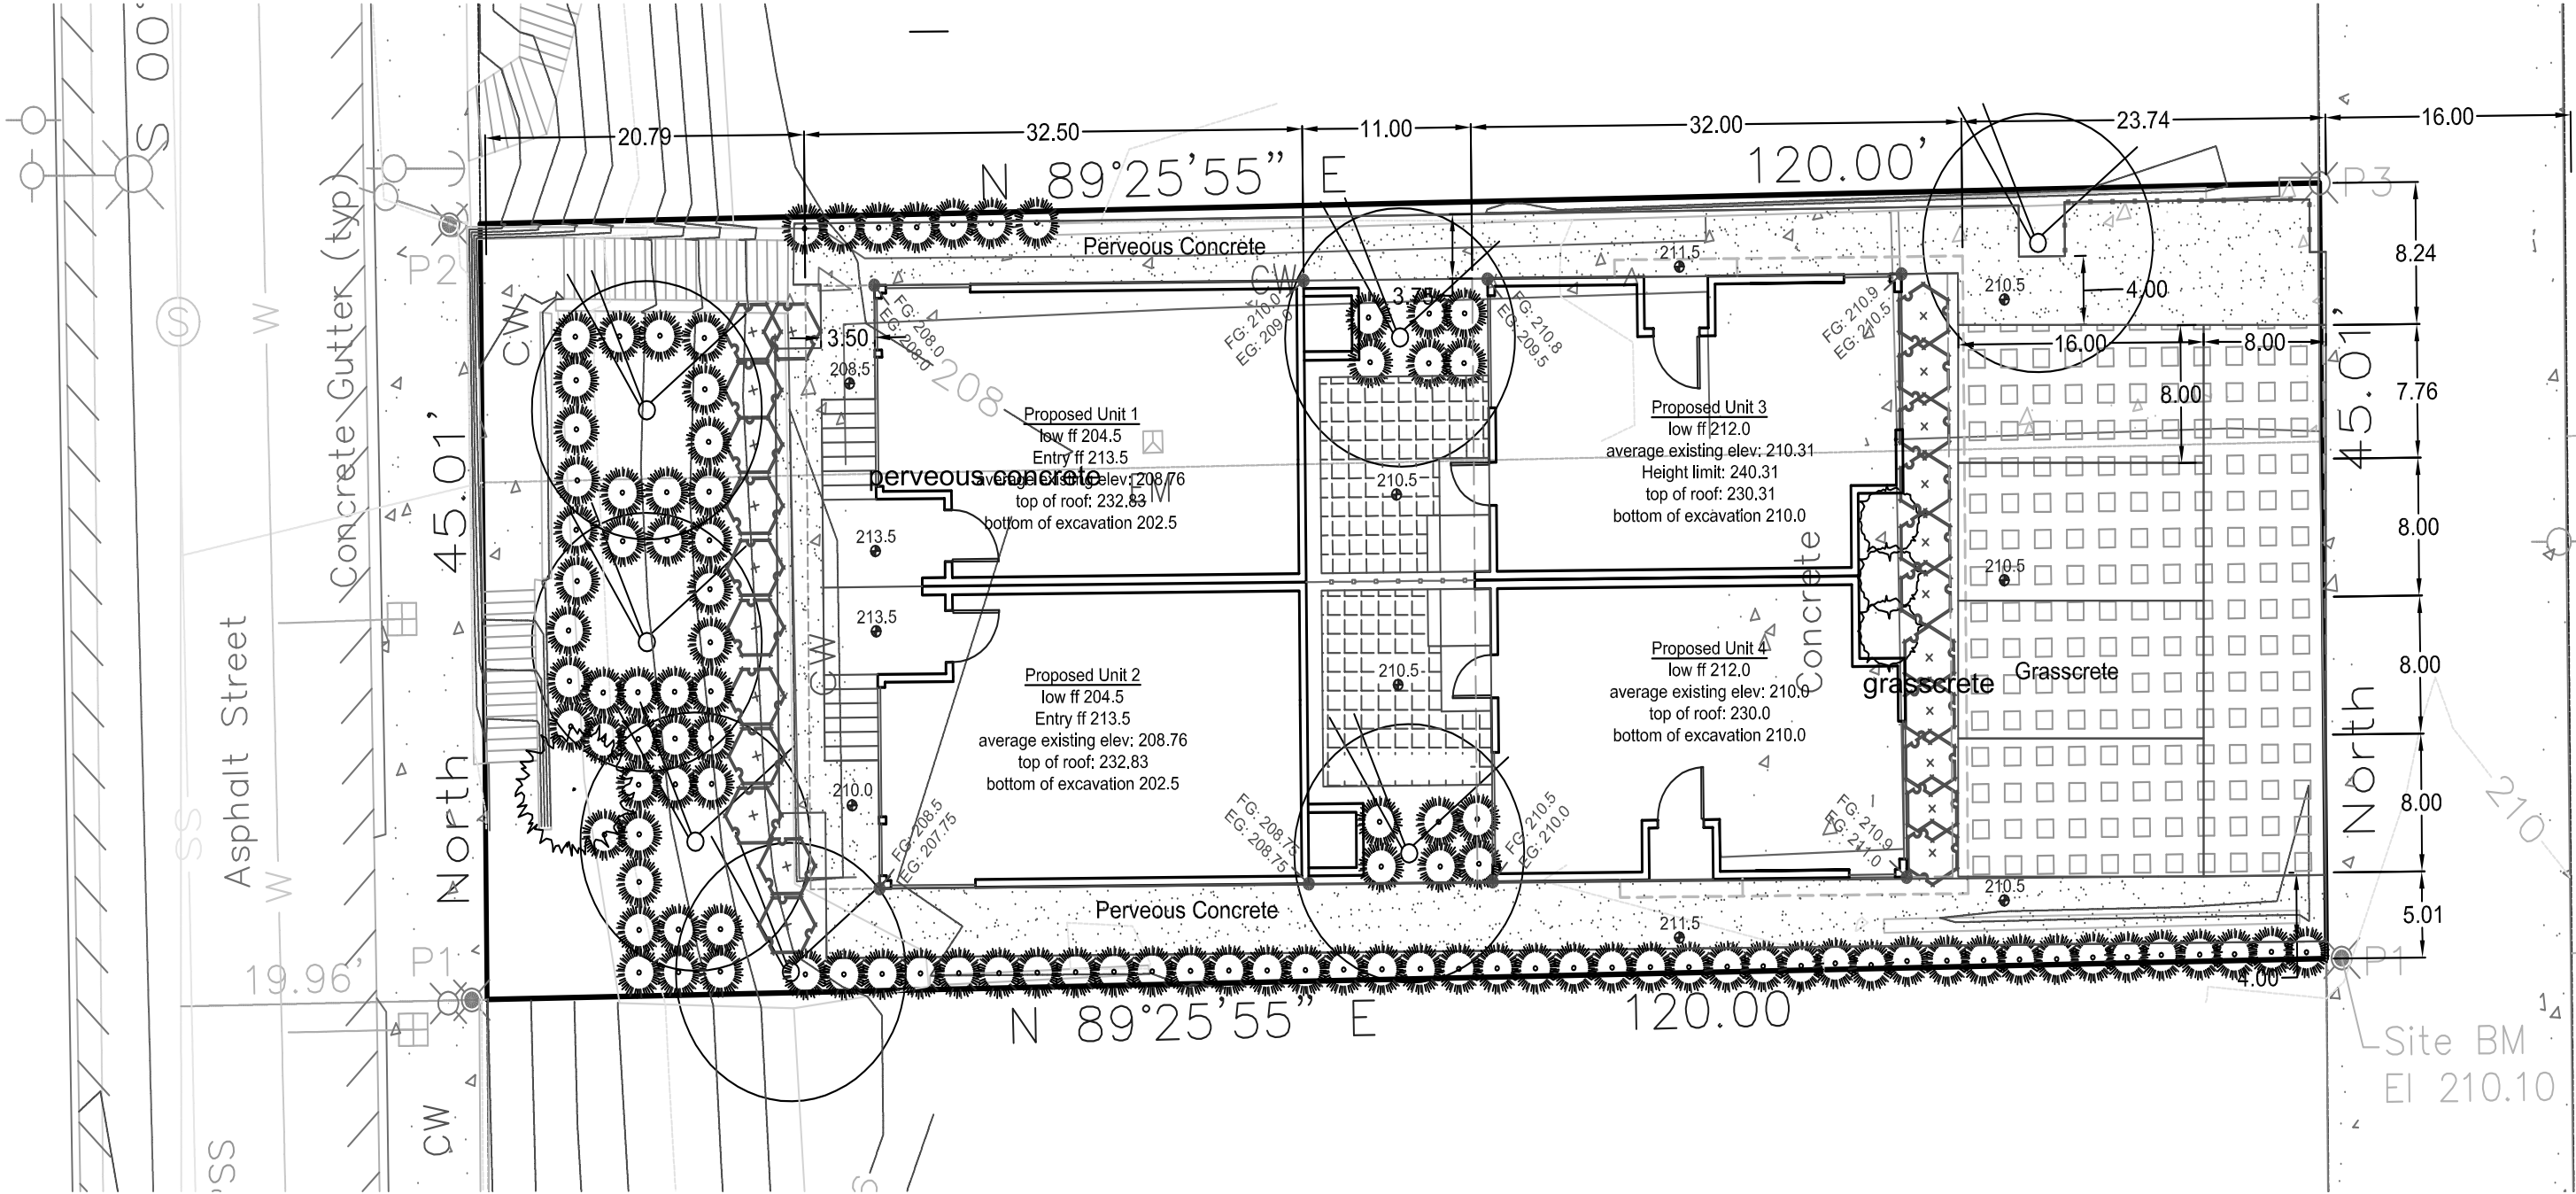 S 00°
20.79
32.50
11.00
32.00
23.74
16.00
N 89°25'55" E
120.00'
P3
P2
Concrete Gutter (typ)
S
W
CW
45.01'
North
Asphalt Street
SS
W
19.96'
P1
CW
SS
Perveous Concrete
CW
3.50
208.5
208
FG: 208.0
EG: 208.0
FG: 210.0
EG: 209.0
FG: 210.8
EG: 209.5
FG: 210.9
EG: 210.5
211.5
210.5
4.00
16.00
8.00
8.00
8.24
7.76
8.00
8.00
8.00
5.01
45.01'
North
Proposed Unit 1
low ff 204.5
Entry ff 213.5
average existing elev: 208.76
top of roof: 232.83
bottom of excavation 202.5
perveous concrete
213.5
213.5
CW
210.0
Proposed Unit 2
low ff 204.5
Entry ff 213.5
average existing elev: 208.76
top of roof: 232.83
bottom of excavation 202.5
210.5
210.5
Proposed Unit 3
low ff 212.0
average existing elev: 210.31
Height limit: 240.31
top of roof: 230.31
bottom of excavation 210.0
Proposed Unit 4
low ff 212.0
average existing elev: 210.0
top of roof: 230.0
bottom of excavation 210.0
Concrete
grasscrete
Grasscrete
210.5
210.5
FG: 208.5
EG: 207.75
FG: 208.75
EG: 208.75
FG: 210.5
EG: 210.0
FG: 210.9
EG: 211.0
Perveous Concrete
211.5
4.00
P1
N 89°25'55" E
120.00'
210
Site BM
El 210.10